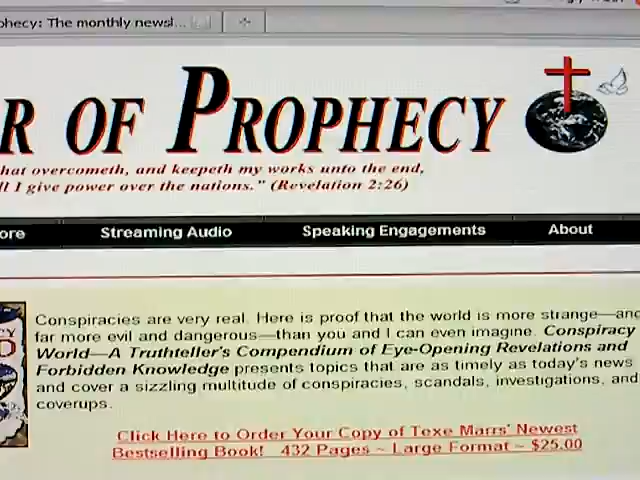 phecy: The monthly newsl...
R OF PROPHECY
hat overcometh, and keepeth my works unto the end,
ll I give power over the nations." (Revelation 2:26)
ore Streaming Audio Speaking Engagements About
Conspiracies are very real. Here is proof that the world is more strange—and
far more evil and dangerous—than you and I can even imagine. Conspiracy
World—A Truthteller's Compendium of Eye-Opening Revelations and
Forbidden Knowledge presents topics that are as timely as today's news
and cover a sizzling multitude of conspiracies, scandals, investigations, and
coverups.
Click Here to Order Your Copy of Texe Marrs' Newest
Bestselling Book! 432 Pages ~ Large Format ~ $25.00